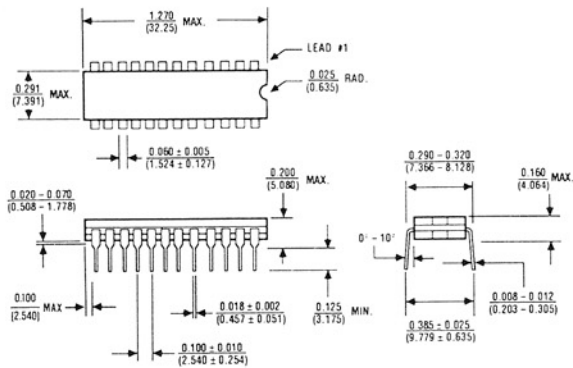 1.270
(32.25) MAX.
LEAD #1
0.291
(7.391) MAX.
0.025
(0.635) RAD.
0.060 ± 0.005
(1.524 ± 0.127)
0.290 – 0.320
(7.366 – 8.128)
0.200
(5.080) MAX.
0.160
(4.064) MAX.
0.020–0.070
(0.508 – 1.778)
0° – 10°
0.100
(2.540) MAX
0.018 ± 0.002
(0.457 ± 0.051)
0.125
(3.175) MIN.
0.008 – 0.012
(0.203 – 0.305)
0.100 ± 0.010
(2.540 ± 0.254)
0.385 ± 0.025
(9.779 ± 0.635)